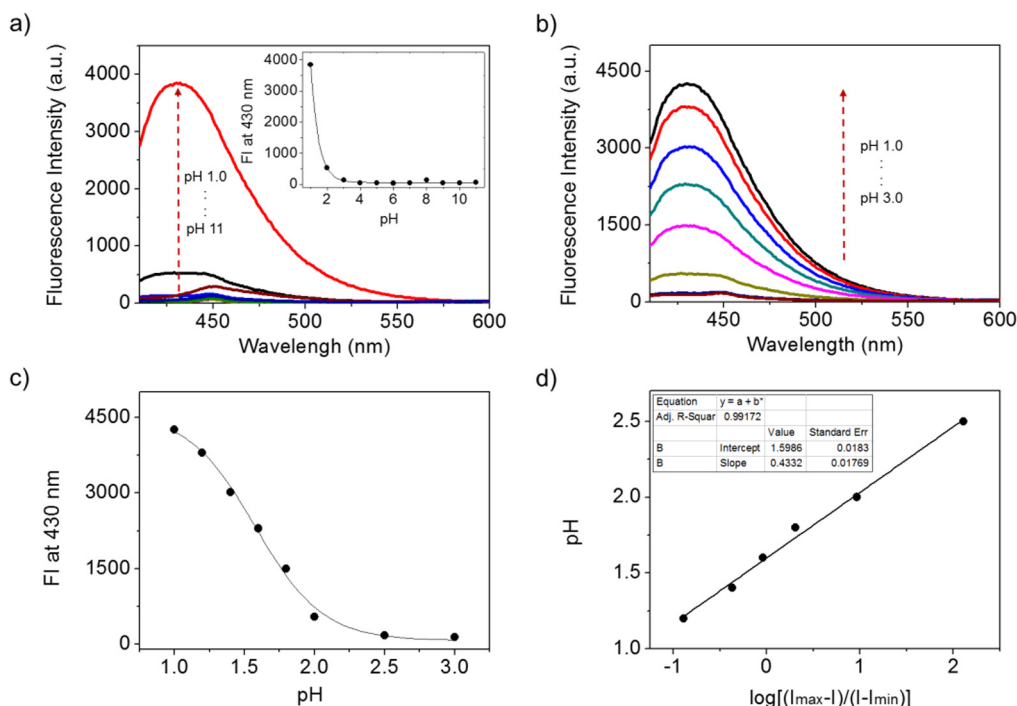 a)
Fluorescence Intensity (a.u.)
4000
3000
2000
1000
0
450
500
550
600
Wavelengh (nm)
pH 1.0
⋮
pH 11
FI at 430 nm
4000
3000
2000
1000
0
2
4
6
8
10
pH
b)
Fluorescence Intensity (a.u.)
4500
3000
1500
0
450
500
550
600
Wavelength (nm)
pH 1.0
⋮
pH 3.0
c)
FI at 430 nm
4500
3000
1500
0
1.0
1.5
2.0
2.5
3.0
pH
d)
pH
2.5
2.0
1.5
1.0
-1
0
1
2
log[(Imax-I)/(I-Imin)]
Equation y = a + b*
Adj. R-Squar 0.99172
Value Standard Err
B Intercept 1.5986 0.0183
B Slope 0.4332 0.01769